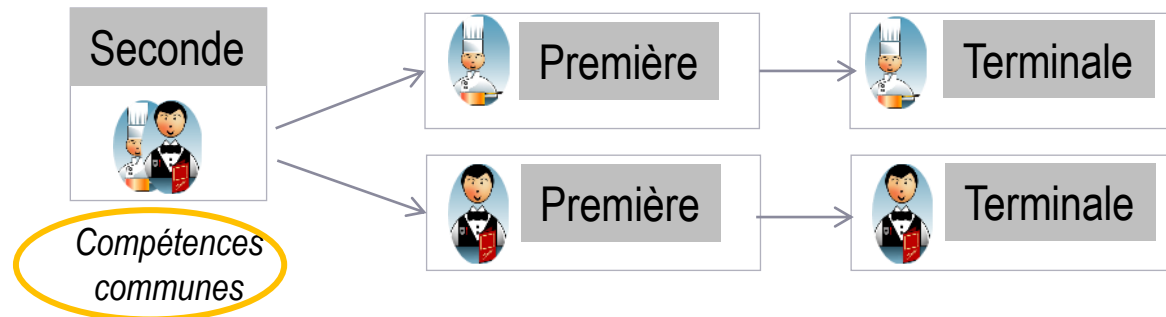 Seconde
Première
Terminale
Première
Terminale
Compétences
communes